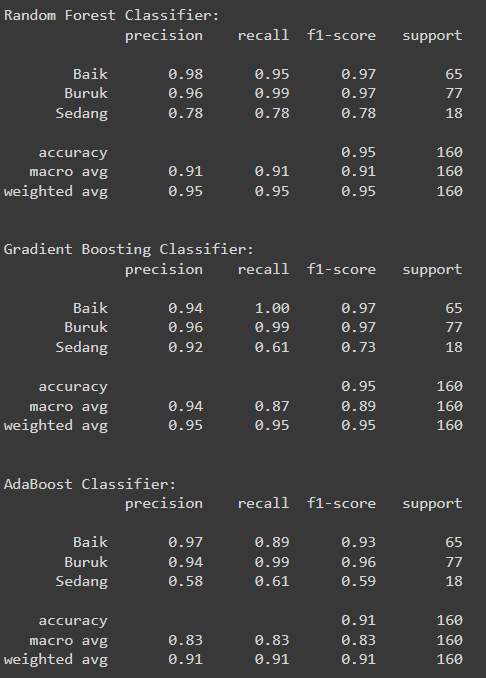 Random Forest Classifier:
precision recall f1-score support
Baik 0.98 0.95 0.97 65
Buruk 0.96 0.99 0.97 77
Sedang 0.78 0.78 0.78 18
accuracy 0.95 160
macro avg 0.91 0.91 0.91 160
weighted avg 0.95 0.95 0.95 160
Gradient Boosting Classifier:
precision recall f1-score support
Baik 0.94 1.00 0.97 65
Buruk 0.96 0.99 0.97 77
Sedang 0.92 0.61 0.73 18
accuracy 0.95 160
macro avg 0.94 0.87 0.89 160
weighted avg 0.95 0.95 0.95 160
AdaBoost Classifier:
precision recall f1-score support
Baik 0.97 0.89 0.93 65
Buruk 0.94 0.99 0.96 77
Sedang 0.58 0.61 0.59 18
accuracy 0.91 160
macro avg 0.83 0.83 0.83 160
weighted avg 0.91 0.91 0.91 160